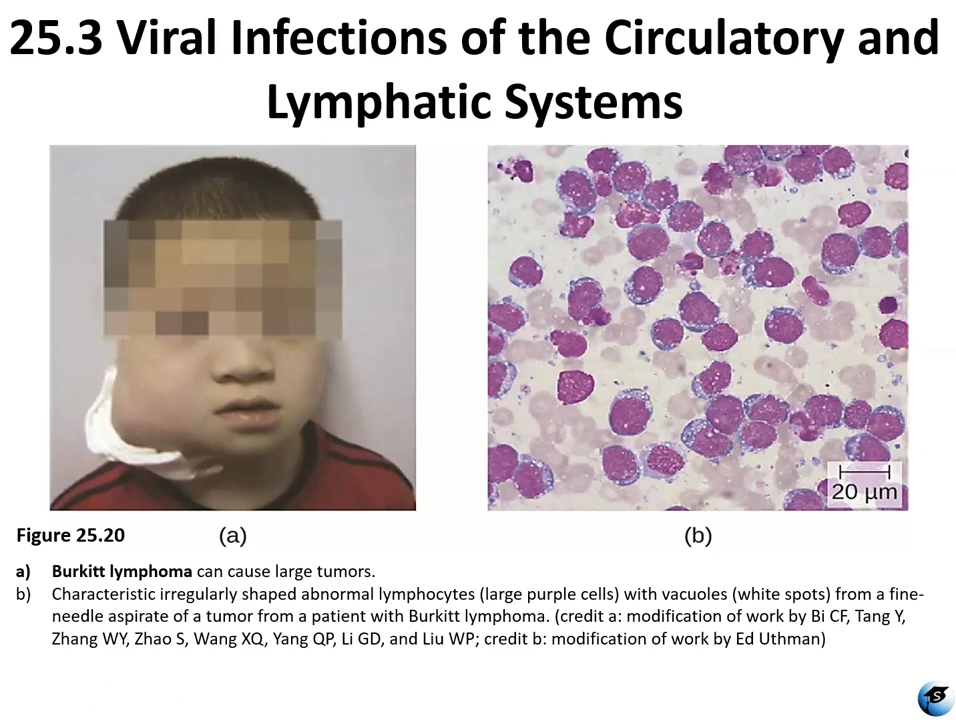 25.3 Viral Infections of the Circulatory and
Lymphatic Systems
20 µm
Figure 25.20
(a)
(b)
a) Burkitt lymphoma can cause large tumors.
b) Characteristic irregularly shaped abnormal lymphocytes (large purple cells) with vacuoles (white spots) from a fine-
needle aspirate of a tumor from a patient with Burkitt lymphoma. (credit a: modification of work by Bi CF, Tang Y,
Zhang WY, Zhao S, Wang XQ, Yang QP, Li GD, and Liu WP; credit b: modification of work by Ed Uthman)
S